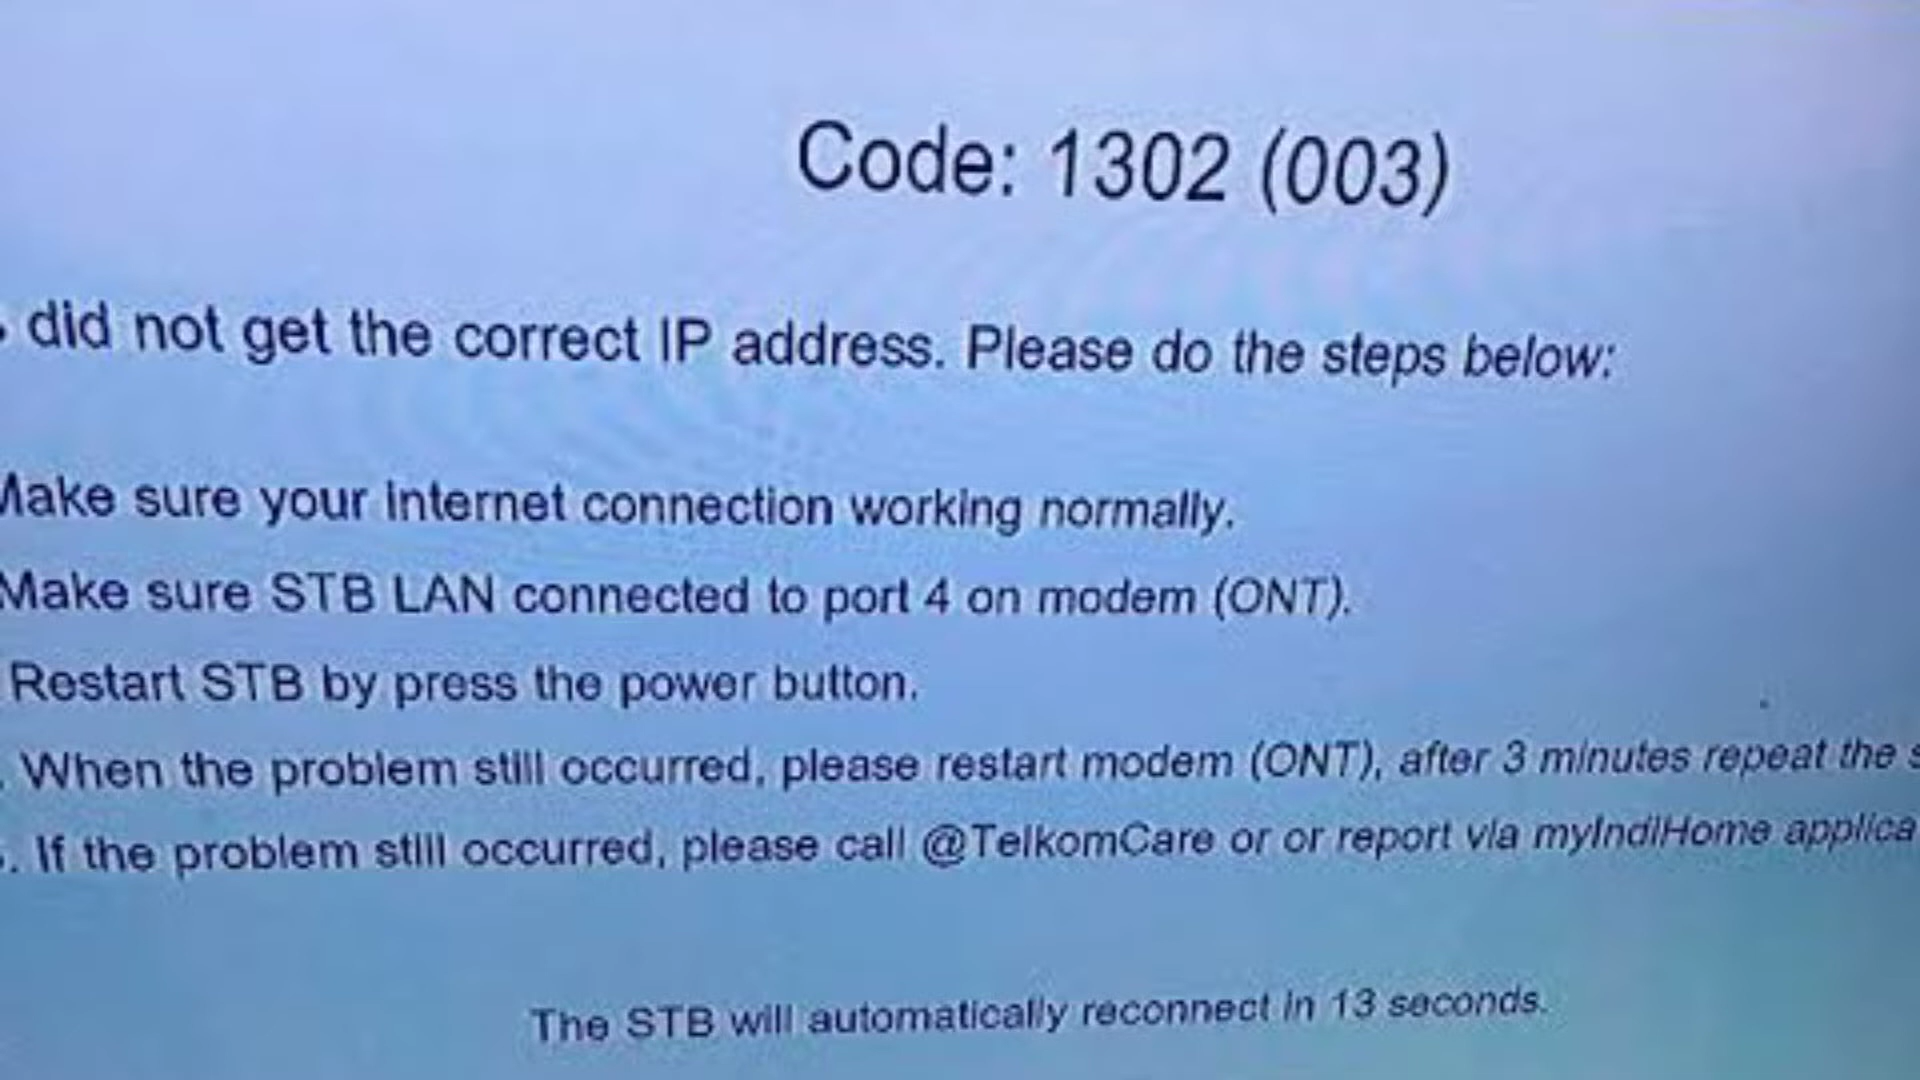 Code: 1302 (003)
did not get the correct IP address. Please do the steps below:
Make sure your internet connection working normally.
Make sure STB LAN connected to port 4 on modem (ONT).
Restart STB by press the power button.
. When the problem still occurred, please restart modem (ONT), after 3 minutes repeat the
. If the problem still occurred, please call @TelkomCare or or report via myIndiHome applica
The STB will automatically reconnect in 13 seconds.